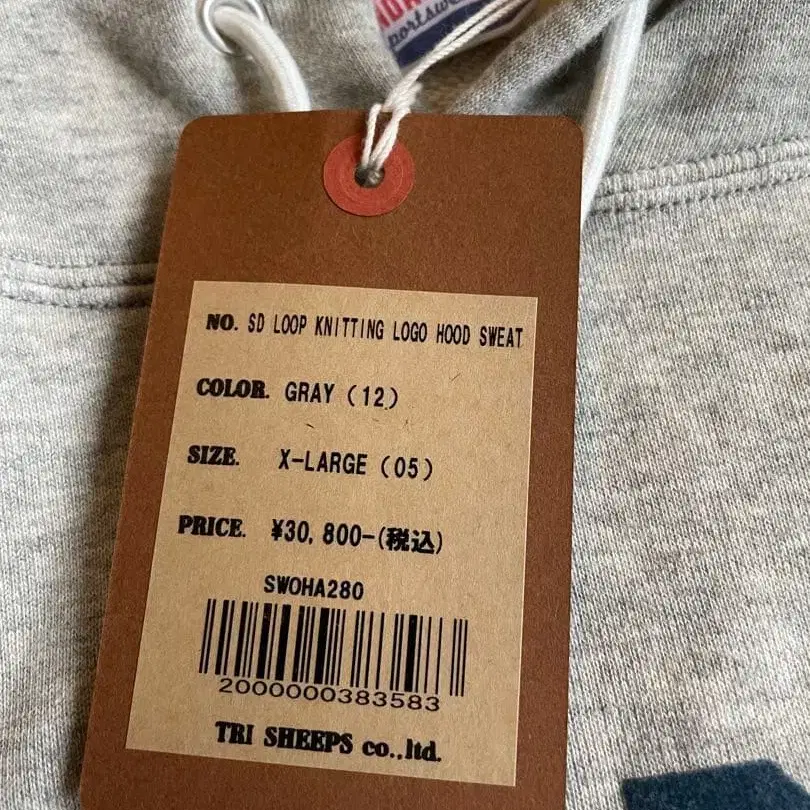 NO. SD LOOP KNITTING LOGO HOOD SWEAT
COLOR. GRAY (12)
SIZE. X-LARGE (05)
PRICE. ¥30,800-(税込)
SWOHA280
2000000383583
TRI SHEEPS co.,ltd.